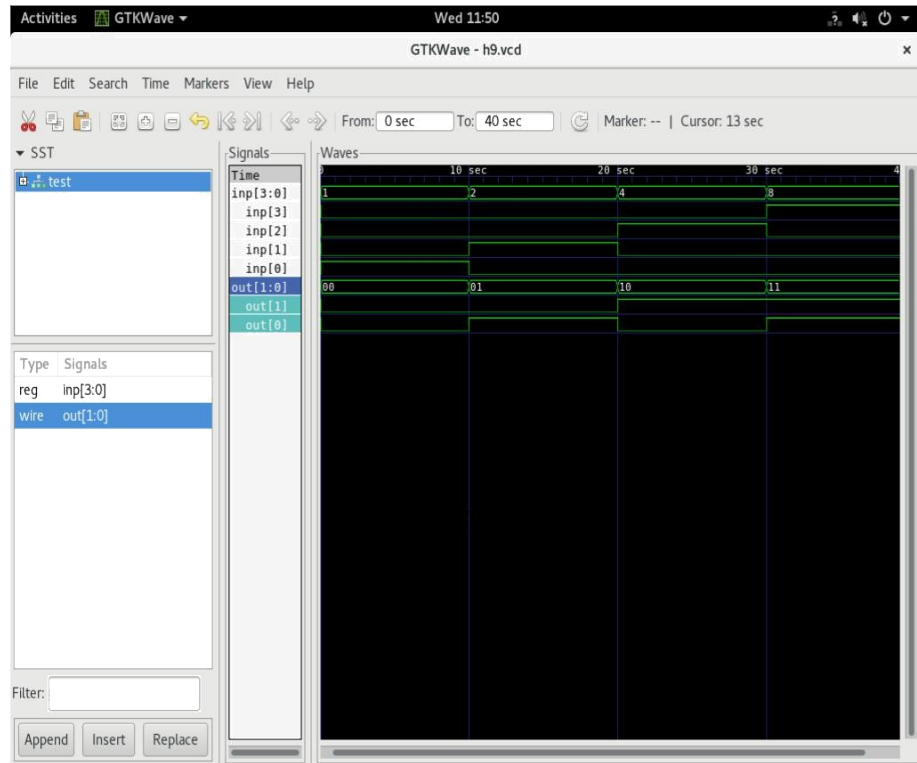 Activities GTKWave Wed 11:50 ?
GTKWave - h9.vcd ×
File Edit Search Time Markers View Help
From: 0 sec To: 40 sec Marker: -- | Cursor: 13 sec
SST
test
Signals
Time
inp[3:0]
inp[3]
inp[2]
inp[1]
inp[0]
out[1:0]
out[1]
out[0]
Waves
0 10 sec 20 sec 30 sec 4
1 2 4 8
00 01 10 11
Type Signals
reg inp[3:0]
wire out[1:0]
Filter:
Append Insert Replace